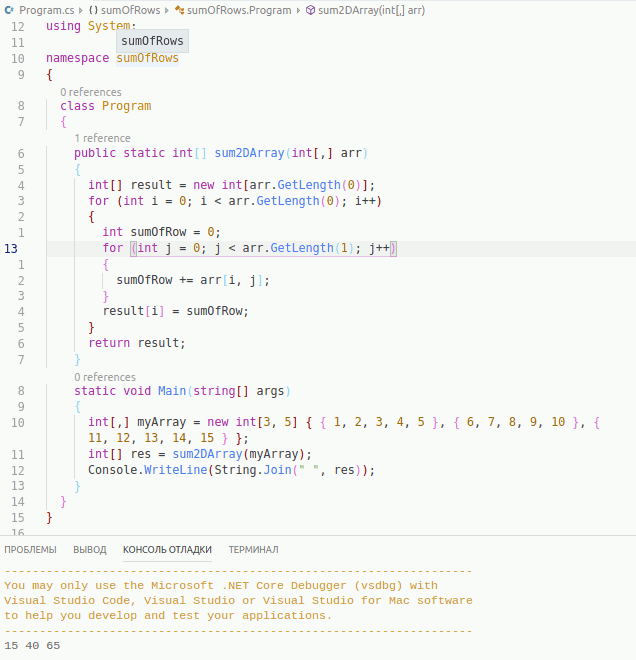 Program.cs > {} sumOfRows > sumOfRows.Program > sum2DArray(int[,] arr)
12 using System;
11 sumOfRows
10 namespace sumOfRows
9 {
0 references
8 class Program
7 {
1 reference
6 public static int[] sum2DArray(int[,] arr)
5 {
4 int[] result = new int[arr.GetLength(0)];
3 for (int i = 0; i < arr.GetLength(0); i++)
2 {
1 int sumOfRow = 0;
13 for (int j = 0; j < arr.GetLength(1); j++)
1 {
2 sumOfRow += arr[i, j];
3 }
4 result[i] = sumOfRow;
5 }
6 return result;
7 }
0 references
8 static void Main(string[] args)
9 {
10 int[,] myArray = new int[3, 5] { { 1, 2, 3, 4, 5 }, { 6, 7, 8, 9, 10 }, {
11, 12, 13, 14, 15 } };
11 int[] res = sum2DArray(myArray);
12 Console.WriteLine(String.Join(" ", res));
13 }
14 }
15 }
16
ПРОБЛЕМЫ ВЫВОД КОНСОЛЬ ОТЛАДКИ ТЕРМИНАЛ
-------------------------------------------------------------------
You may only use the Microsoft .NET Core Debugger (vsdbg) with
Visual Studio Code, Visual Studio or Visual Studio for Mac software
to help you develop and test your applications.
-------------------------------------------------------------------
15 40 65